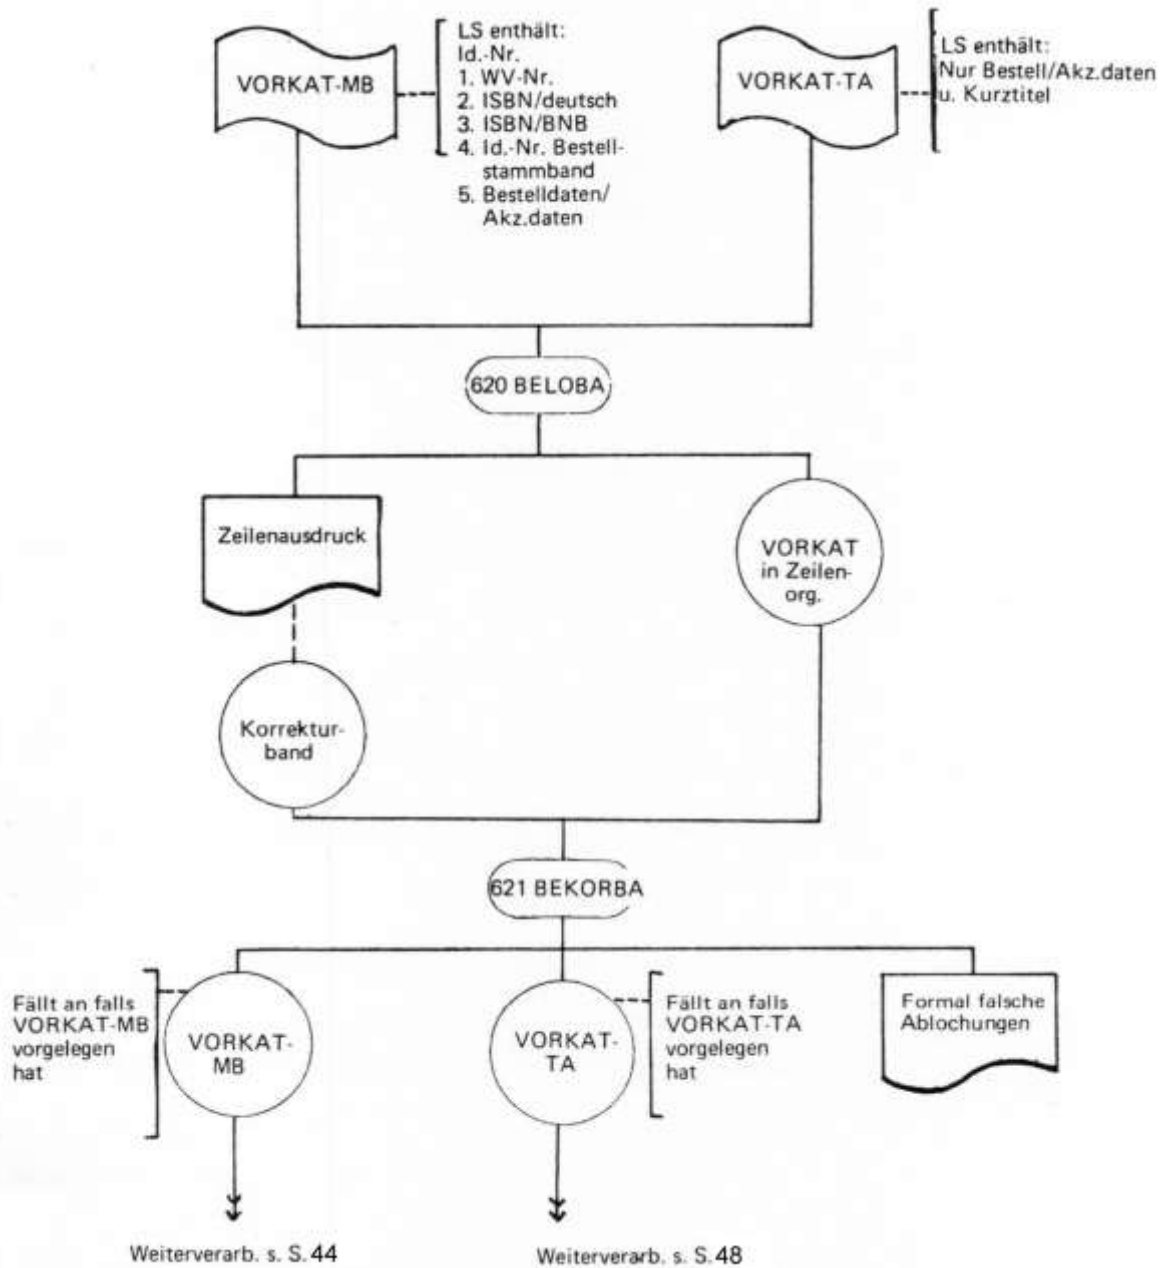 VORKAT-MB
LS enthält:
Id.-Nr.
1. WV-Nr.
2. ISBN/deutsch
3. ISBN/BNB
4. Id.-Nr. Bestell-
stammband
5. Bestelldaten/
Akz.daten
VORKAT-TA
LS enthält:
Nur Bestell/Akz.daten
u. Kurztitel
620 BELOBA
Zeilenausdruck
VORKAT
in Zeilen-
org.
Korrektur-
band
621 BEKORBA
Fällt an falls
VORKAT-MB
vorgelegen
hat
VORKAT-
MB
VORKAT-
TA
Fällt an falls
VORKAT-TA
vorgelegen
hat
Formal falsche
Ablochungen
Weiterverarb. s. S. 44
Weiterverarb. s. S. 48